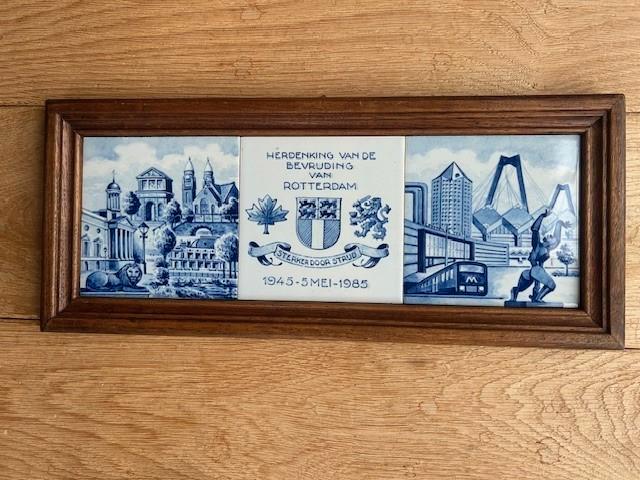 HERDENKING VAN DE
BEVRIJDING
VAN
ROTTERDAM
STERKER DOOR STRIJD
1945-5 MEI-1985
M